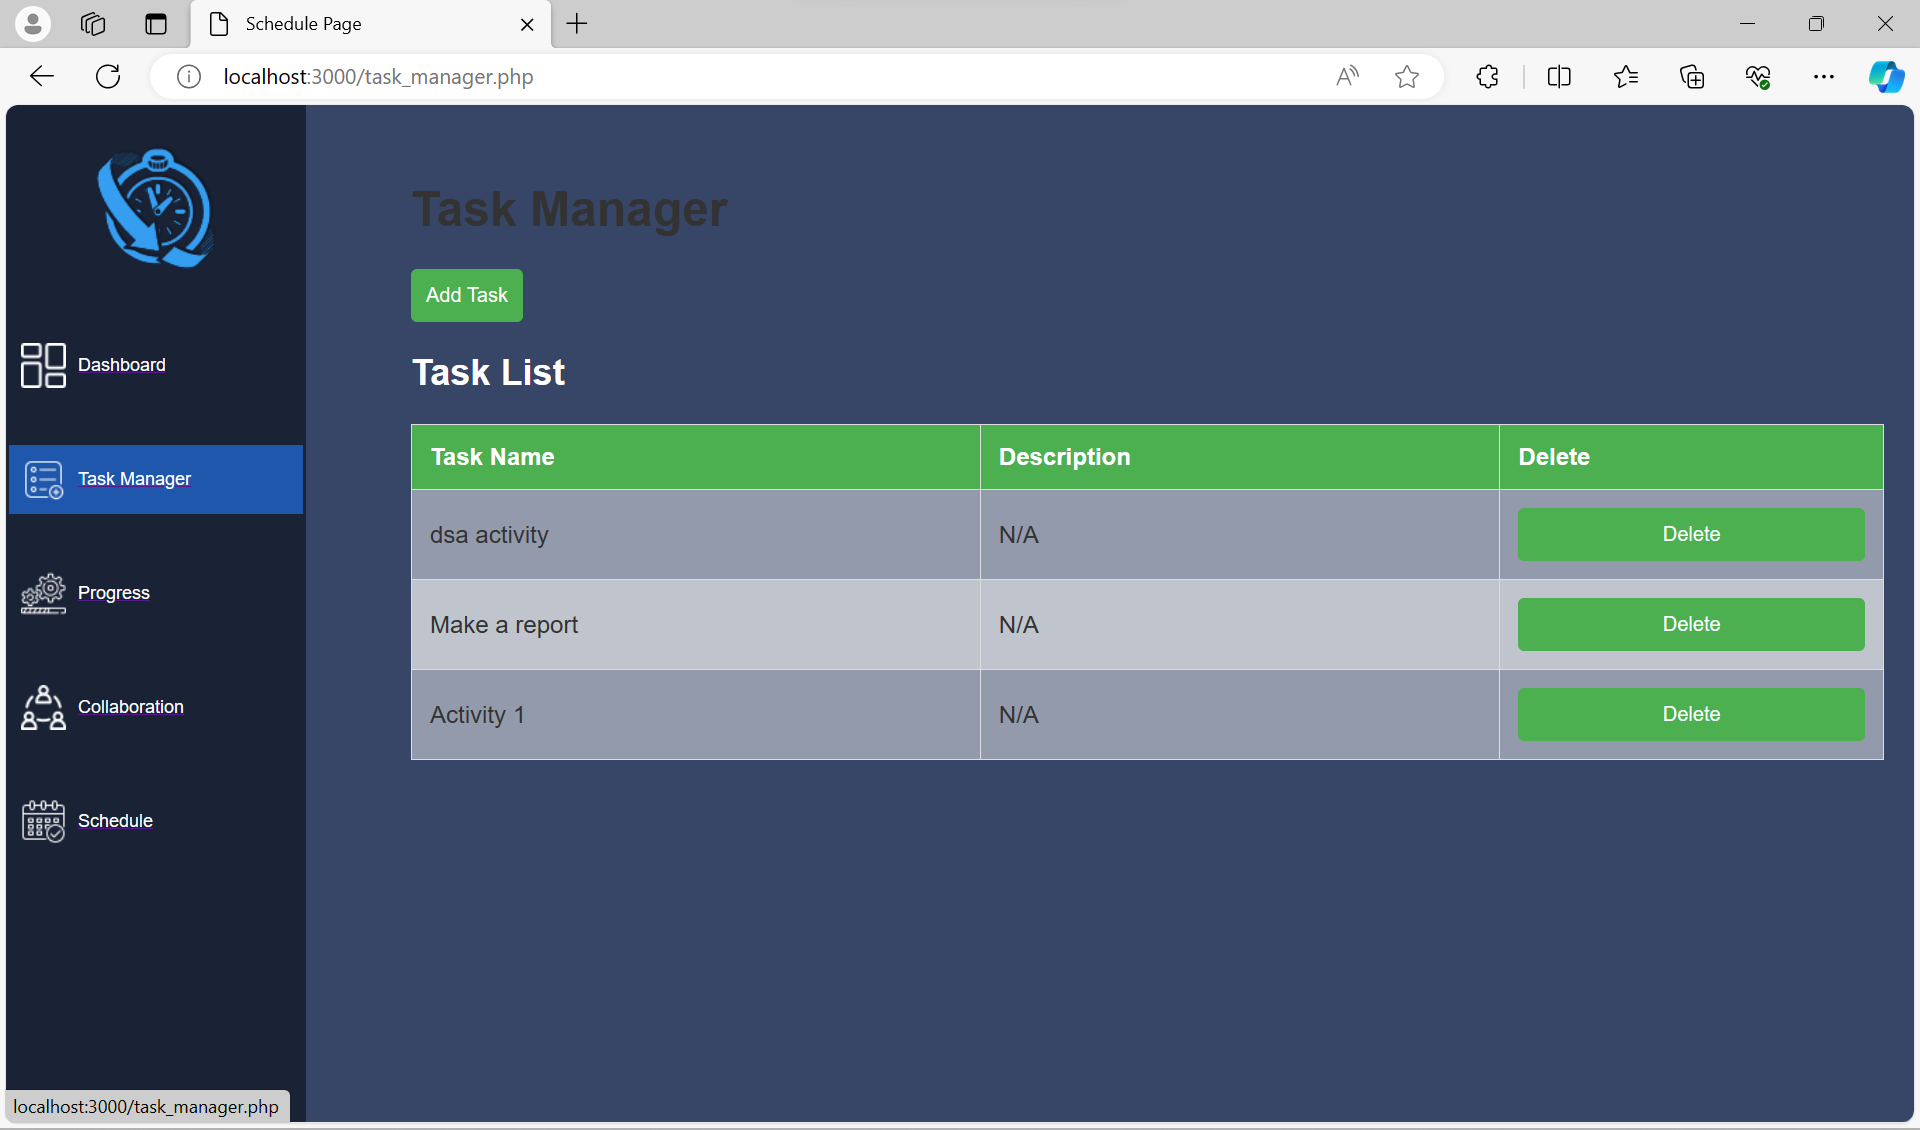 Schedule Page
localhost:3000/task_manager.php
Task Manager
Add Task
Task List
Task Name Description Delete
dsa activity N/A Delete
Make a report N/A Delete
Activity 1 N/A Delete
Dashboard
Task Manager
Progress
Collaboration
Schedule
localhost:3000/task_manager.php